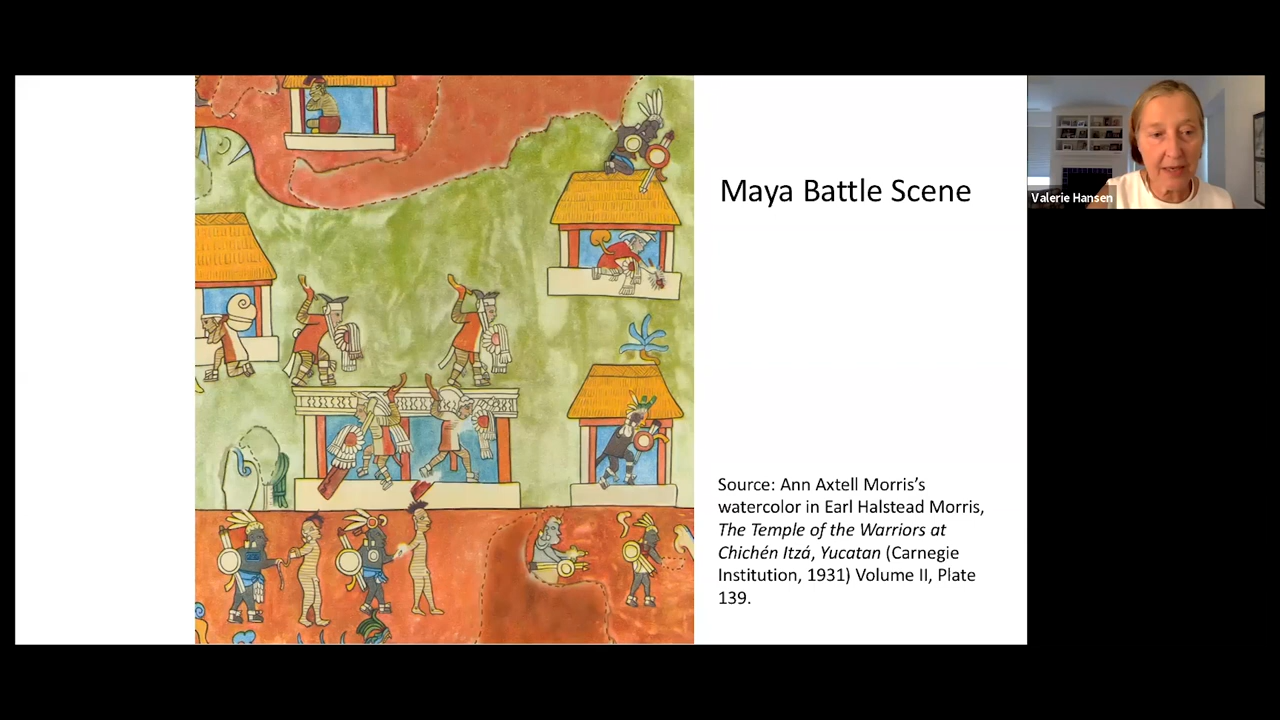 Maya Battle Scene
Source: Ann Axtell Morris’s
watercolor in Earl Halstead Morris,
The Temple of the Warriors at
Chichén Itzá, Yucatan (Carnegie
Institution, 1931) Volume II, Plate
139.
Valerie Hansen